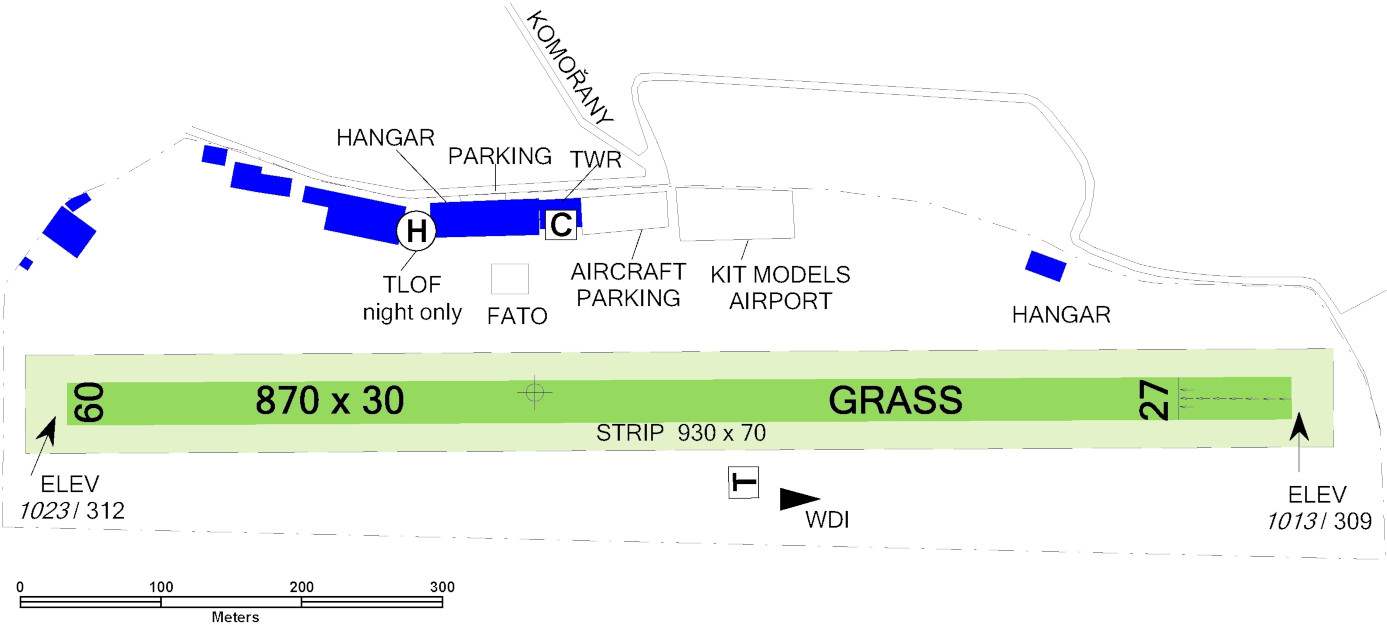 KOMOŘANY
HANGAR
PARKING
TWR
H
C
TLOF
night only
FATO
AIRCRAFT
PARKING
KIT MODELS
AIRPORT
HANGAR
09
870 x 30
GRASS
27
STRIP 930 x 70
ELEV
1023 / 312
T
WDI
ELEV
1013 / 309
0 100 200 300
Meters